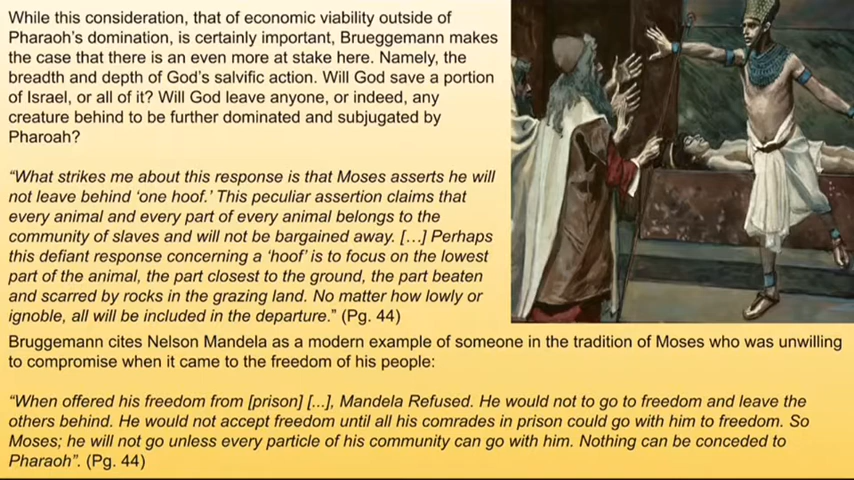 While this consideration, that of economic viability outside of
Pharaoh's domination, is certainly important, Brueggemann makes
the case that there is an even more at stake here. Namely, the
breadth and depth of God's salvific action. Will God save a portion
of Israel, or all of it? Will God leave anyone, or indeed, any
creature behind to be further dominated and subjugated by
Pharoah?
“What strikes me about this response is that Moses asserts he will
not leave behind ‘one hoof.’ This peculiar assertion claims that
every animal and every part of every animal belongs to the
community of slaves and will not be bargained away. […] Perhaps
this defiant response concerning a ‘hoof’ is to focus on the lowest
part of the animal, the part closest to the ground, the part beaten
and scarred by rocks in the grazing land. No matter how lowly or
ignoble, all will be included in the departure.” (Pg. 44)
Bruggemann cites Nelson Mandela as a modern example of someone in the tradition of Moses who was unwilling
to compromise when it came to the freedom of his people:
“When offered his freedom from [prison] [...], Mandela Refused. He would not to go to freedom and leave the
others behind. He would not accept freedom until all his comrades in prison could go with him to freedom. So
Moses; he will not go unless every particle of his community can go with him. Nothing can be conceded to
Pharaoh”. (Pg. 44)